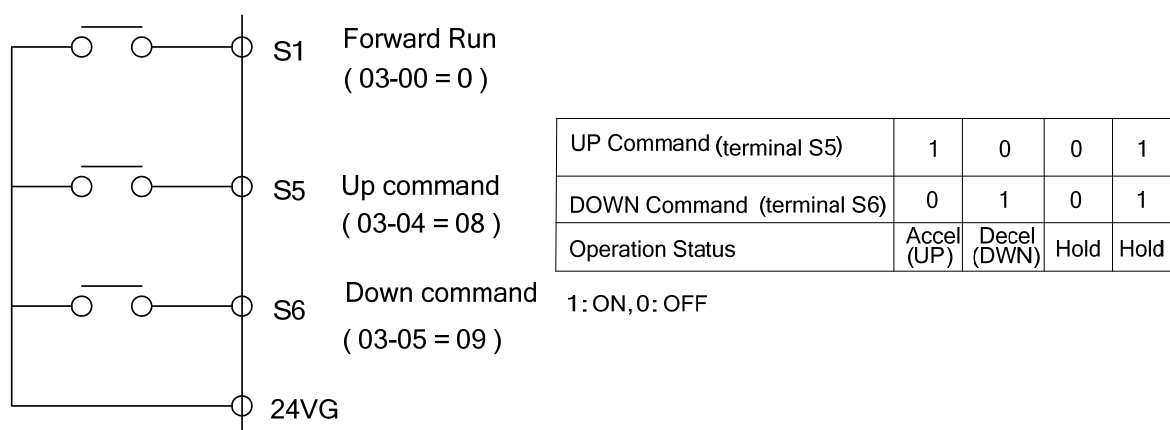 S1 Forward Run
( 03-00 = 0 )
S5 Up command
( 03-04 = 08 )
S6 Down command
( 03-05 = 09 )
24VG
UP Command (terminal S5) 1 0 0 1
DOWN Command (terminal S6) 0 1 0 1
Operation Status Accel (UP) Decel (DWN) Hold Hold
1: ON, 0: OFF